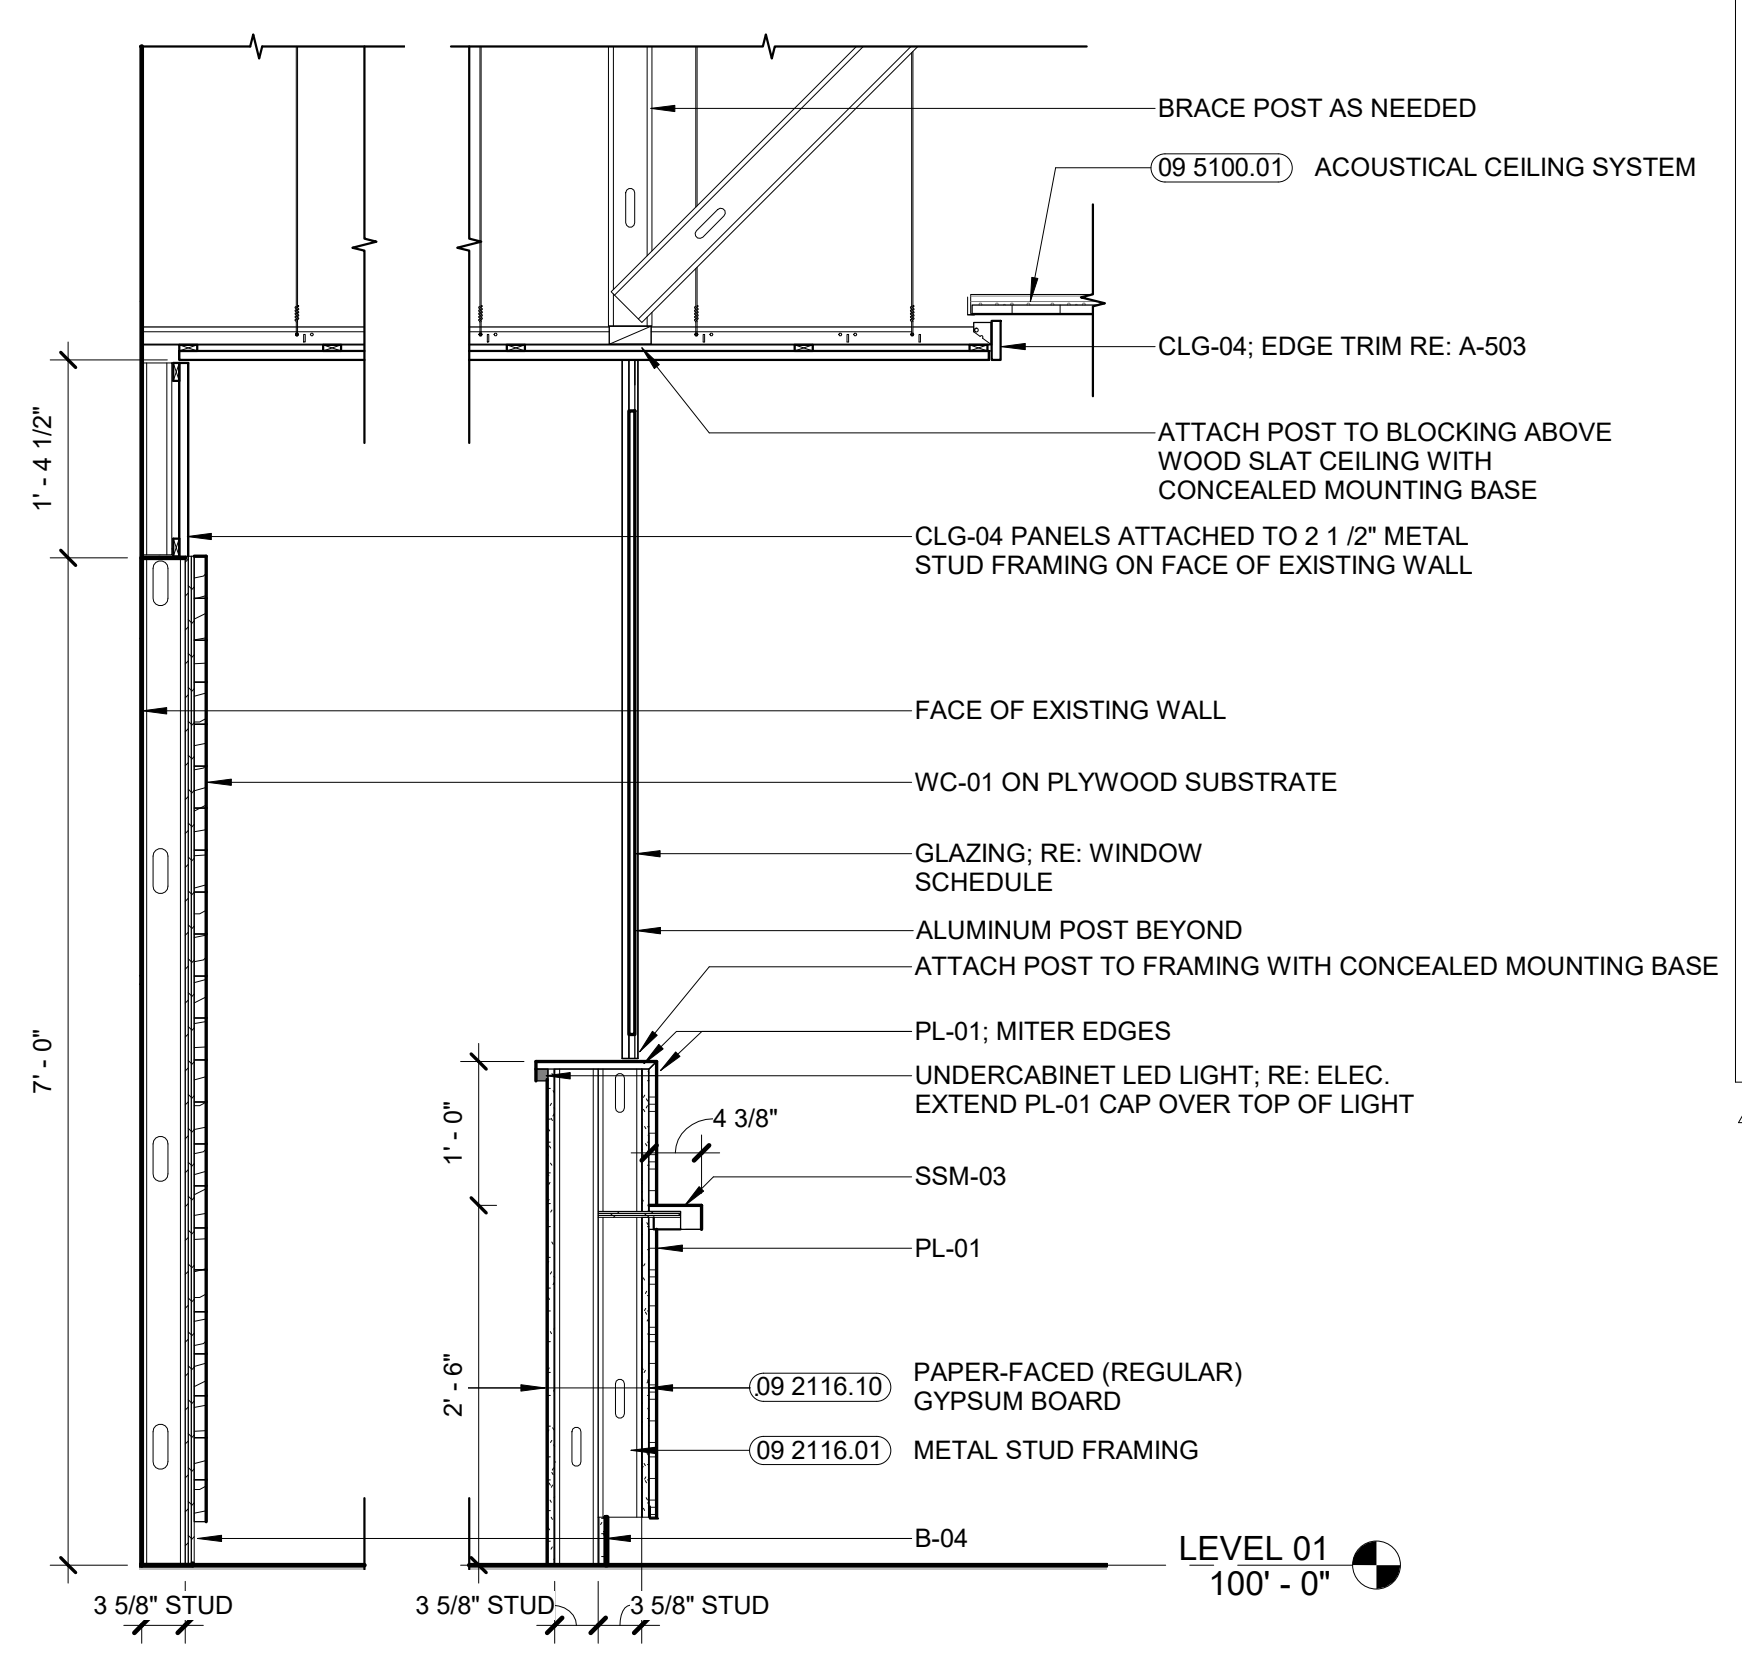 BRACE POST AS NEEDED
09 5100.01 ACOUSTICAL CEILING SYSTEM
CLG-04; EDGE TRIM RE: A-503
1' - 4 1/2"
ATTACH POST TO BLOCKING ABOVE
WOOD SLAT CEILING WITH
CONCEALED MOUNTING BASE
CLG-04 PANELS ATTACHED TO 2 1 /2" METAL
STUD FRAMING ON FACE OF EXISTING WALL
FACE OF EXISTING WALL
WC-01 ON PLYWOOD SUBSTRATE
GLAZING; RE: WINDOW
SCHEDULE
ALUMINUM POST BEYOND
ATTACH POST TO FRAMING WITH CONCEALED MOUNTING BASE
7' - 0"
PL-01; MITER EDGES
UNDERCABINET LED LIGHT; RE: ELEC.
EXTEND PL-01 CAP OVER TOP OF LIGHT
1' - 0"
4 3/8"
SSM-03
PL-01
2' - 6"
09 2116.10 PAPER-FACED (REGULAR)
GYPSUM BOARD
09 2116.01 METAL STUD FRAMING
B-04
LEVEL 01
100' - 0"
3 5/8" STUD
3 5/8" STUD
3 5/8" STUD